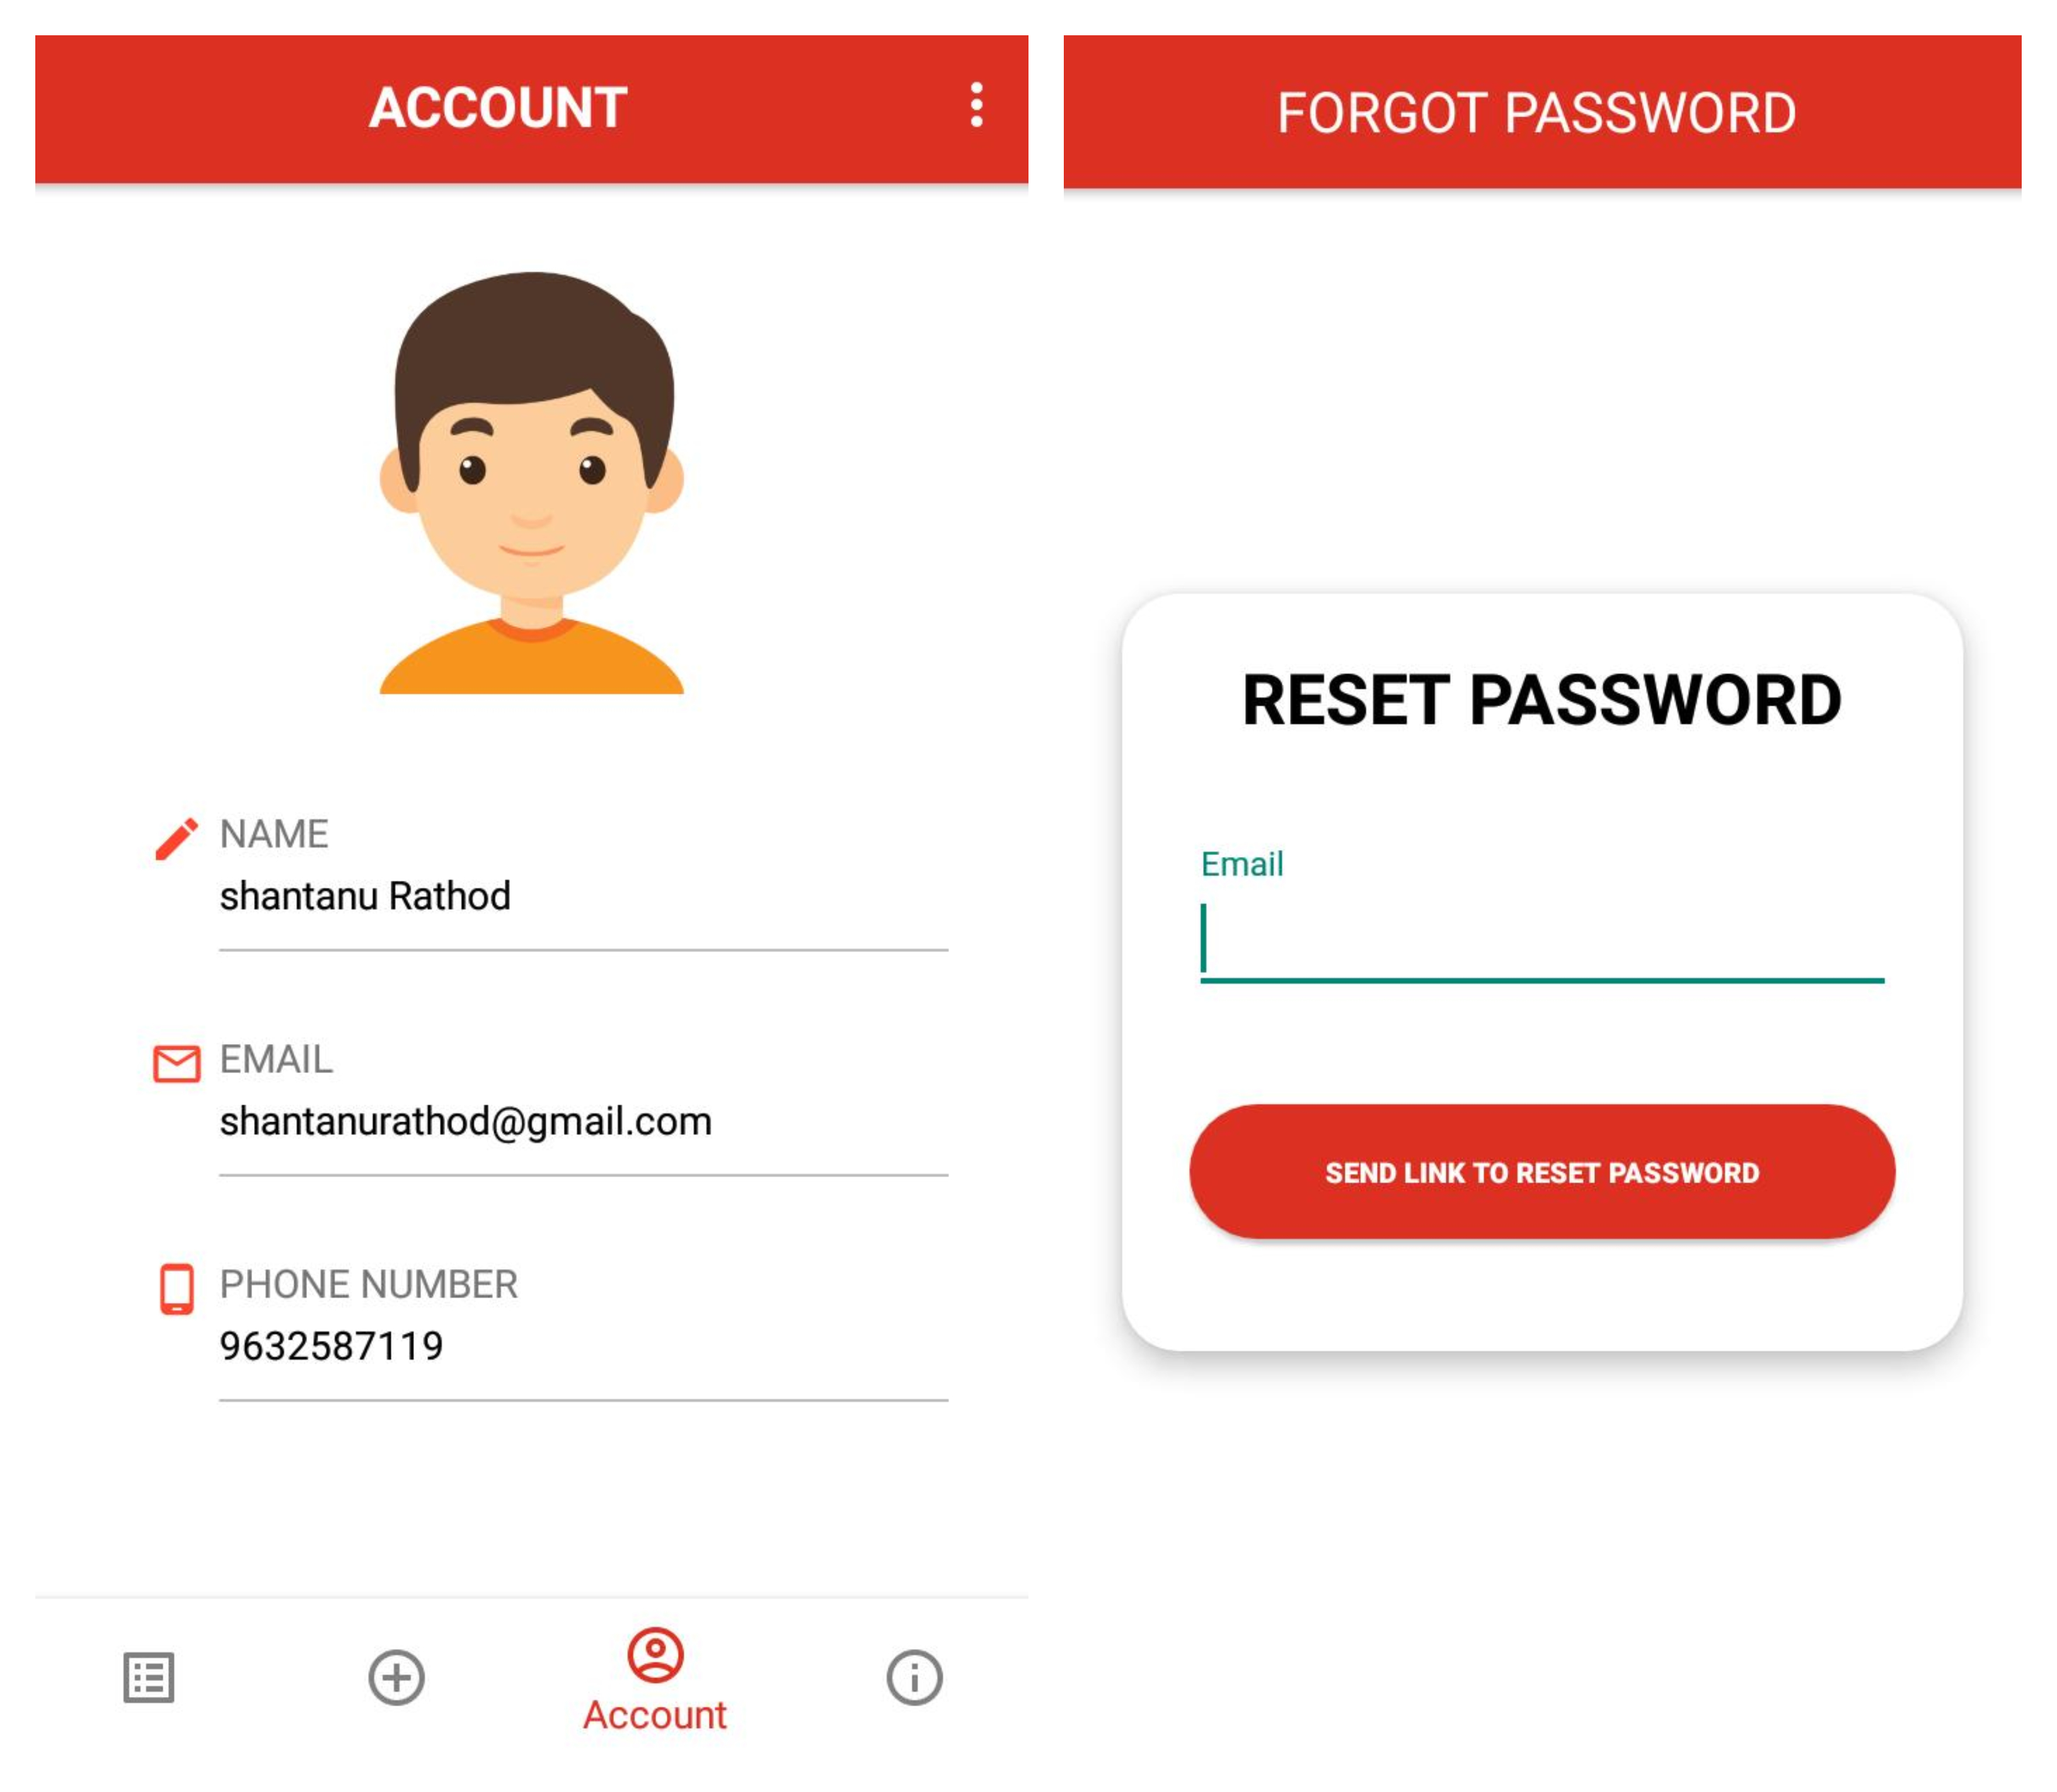 ACCOUNT
NAME
shantanu Rathod
EMAIL
shantanurathod@gmail.com
PHONE NUMBER
9632587119
Account
FORGOT PASSWORD
RESET PASSWORD
Email
SEND LINK TO RESET PASSWORD